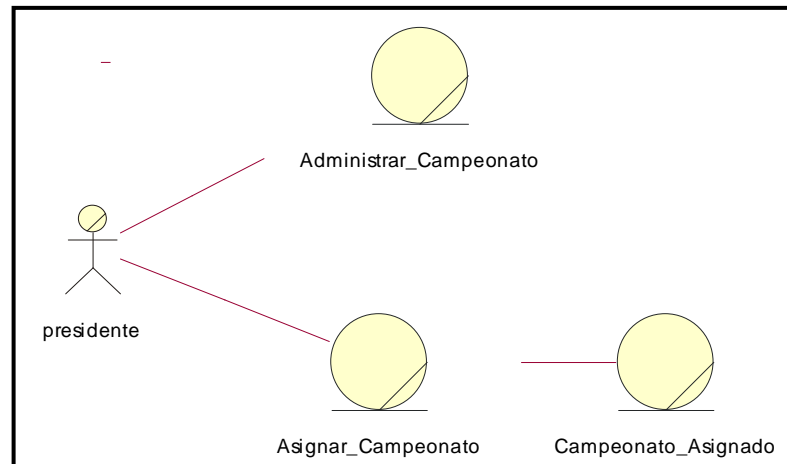 Administrar_Campeonato
presidente
Asignar_Campeonato
Campeonato_Asignado